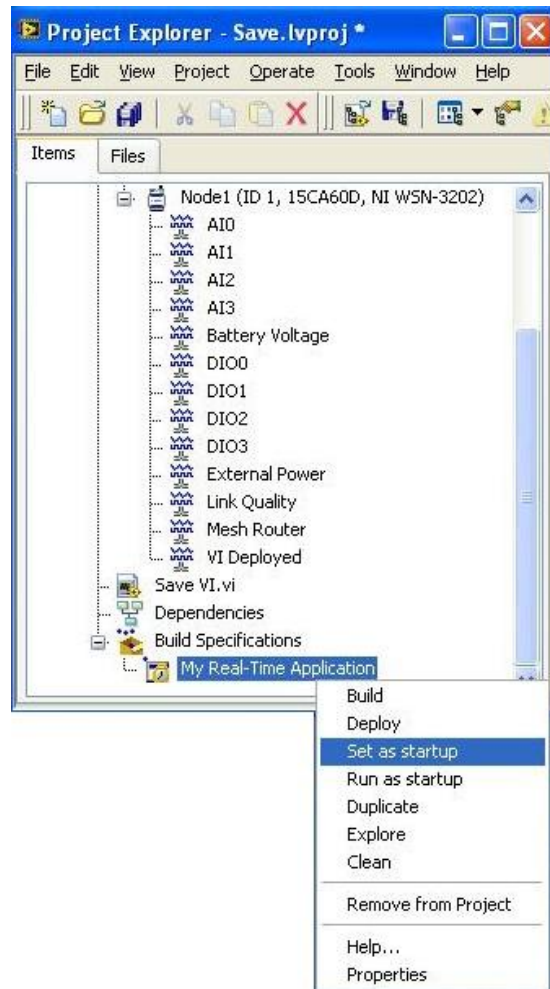 Project Explorer - Save.lvproj *
File Edit View Project Operate Tools Window Help
Items Files
Node1 (ID 1, 15CA60D, NI WSN-3202)
AI0
AI1
AI2
AI3
Battery Voltage
DIO0
DIO1
DIO2
DIO3
External Power
Link Quality
Mesh Router
VI Deployed
Save VI.vi
Dependencies
Build Specifications
My Real-Time Application
Build
Deploy
Set as startup
Run as startup
Duplicate
Explore
Clean
Remove from Project
Help...
Properties